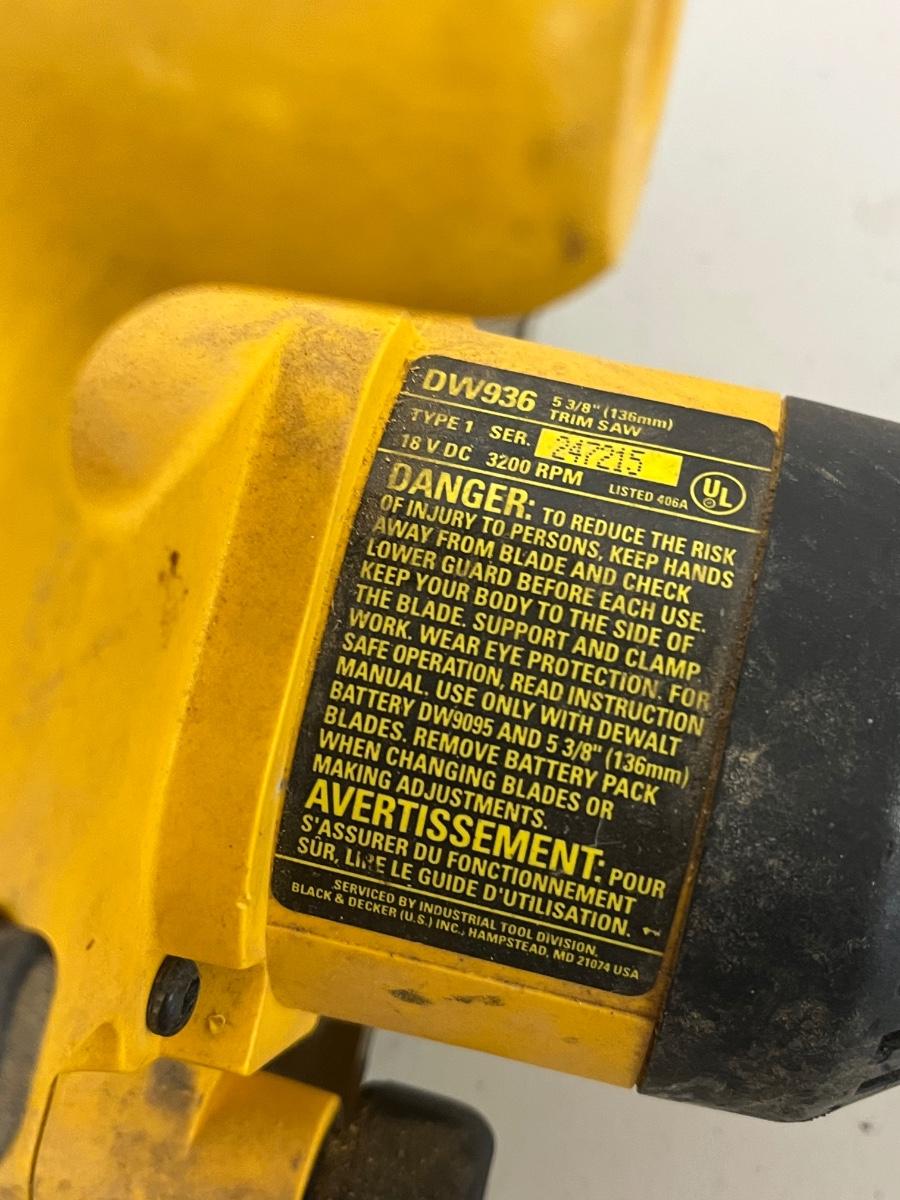 DW936 5 3/8" (136mm)
TRIM SAW
TYPE 1 SER. 247215
18 V DC 3200 RPM LISTED 406A UL
DANGER: TO REDUCE THE RISK
OF INJURY TO PERSONS, KEEP HANDS
AWAY FROM BLADE AND CHECK
LOWER GUARD BEFORE EACH USE.
KEEP YOUR BODY TO THE SIDE OF
THE BLADE. SUPPORT AND CLAMP
WORK. WEAR EYE PROTECTION. FOR
SAFE OPERATION, READ INSTRUCTION
MANUAL. USE ONLY WITH DEWALT
BATTERY DW9095 AND 5 3/8" (136mm)
BLADES. REMOVE BATTERY PACK
WHEN CHANGING BLADES OR
MAKING ADJUSTMENTS.
AVERTISSEMENT: POUR
S'ASSURER DU FONCTIONNEMENT
SÛR, LIRE LE GUIDE D'UTILISATION.
SERVICED BY INDUSTRIAL TOOL DIVISION.
BLACK & DECKER (U.S.) INC., HAMPSTEAD, MD 21074 USA